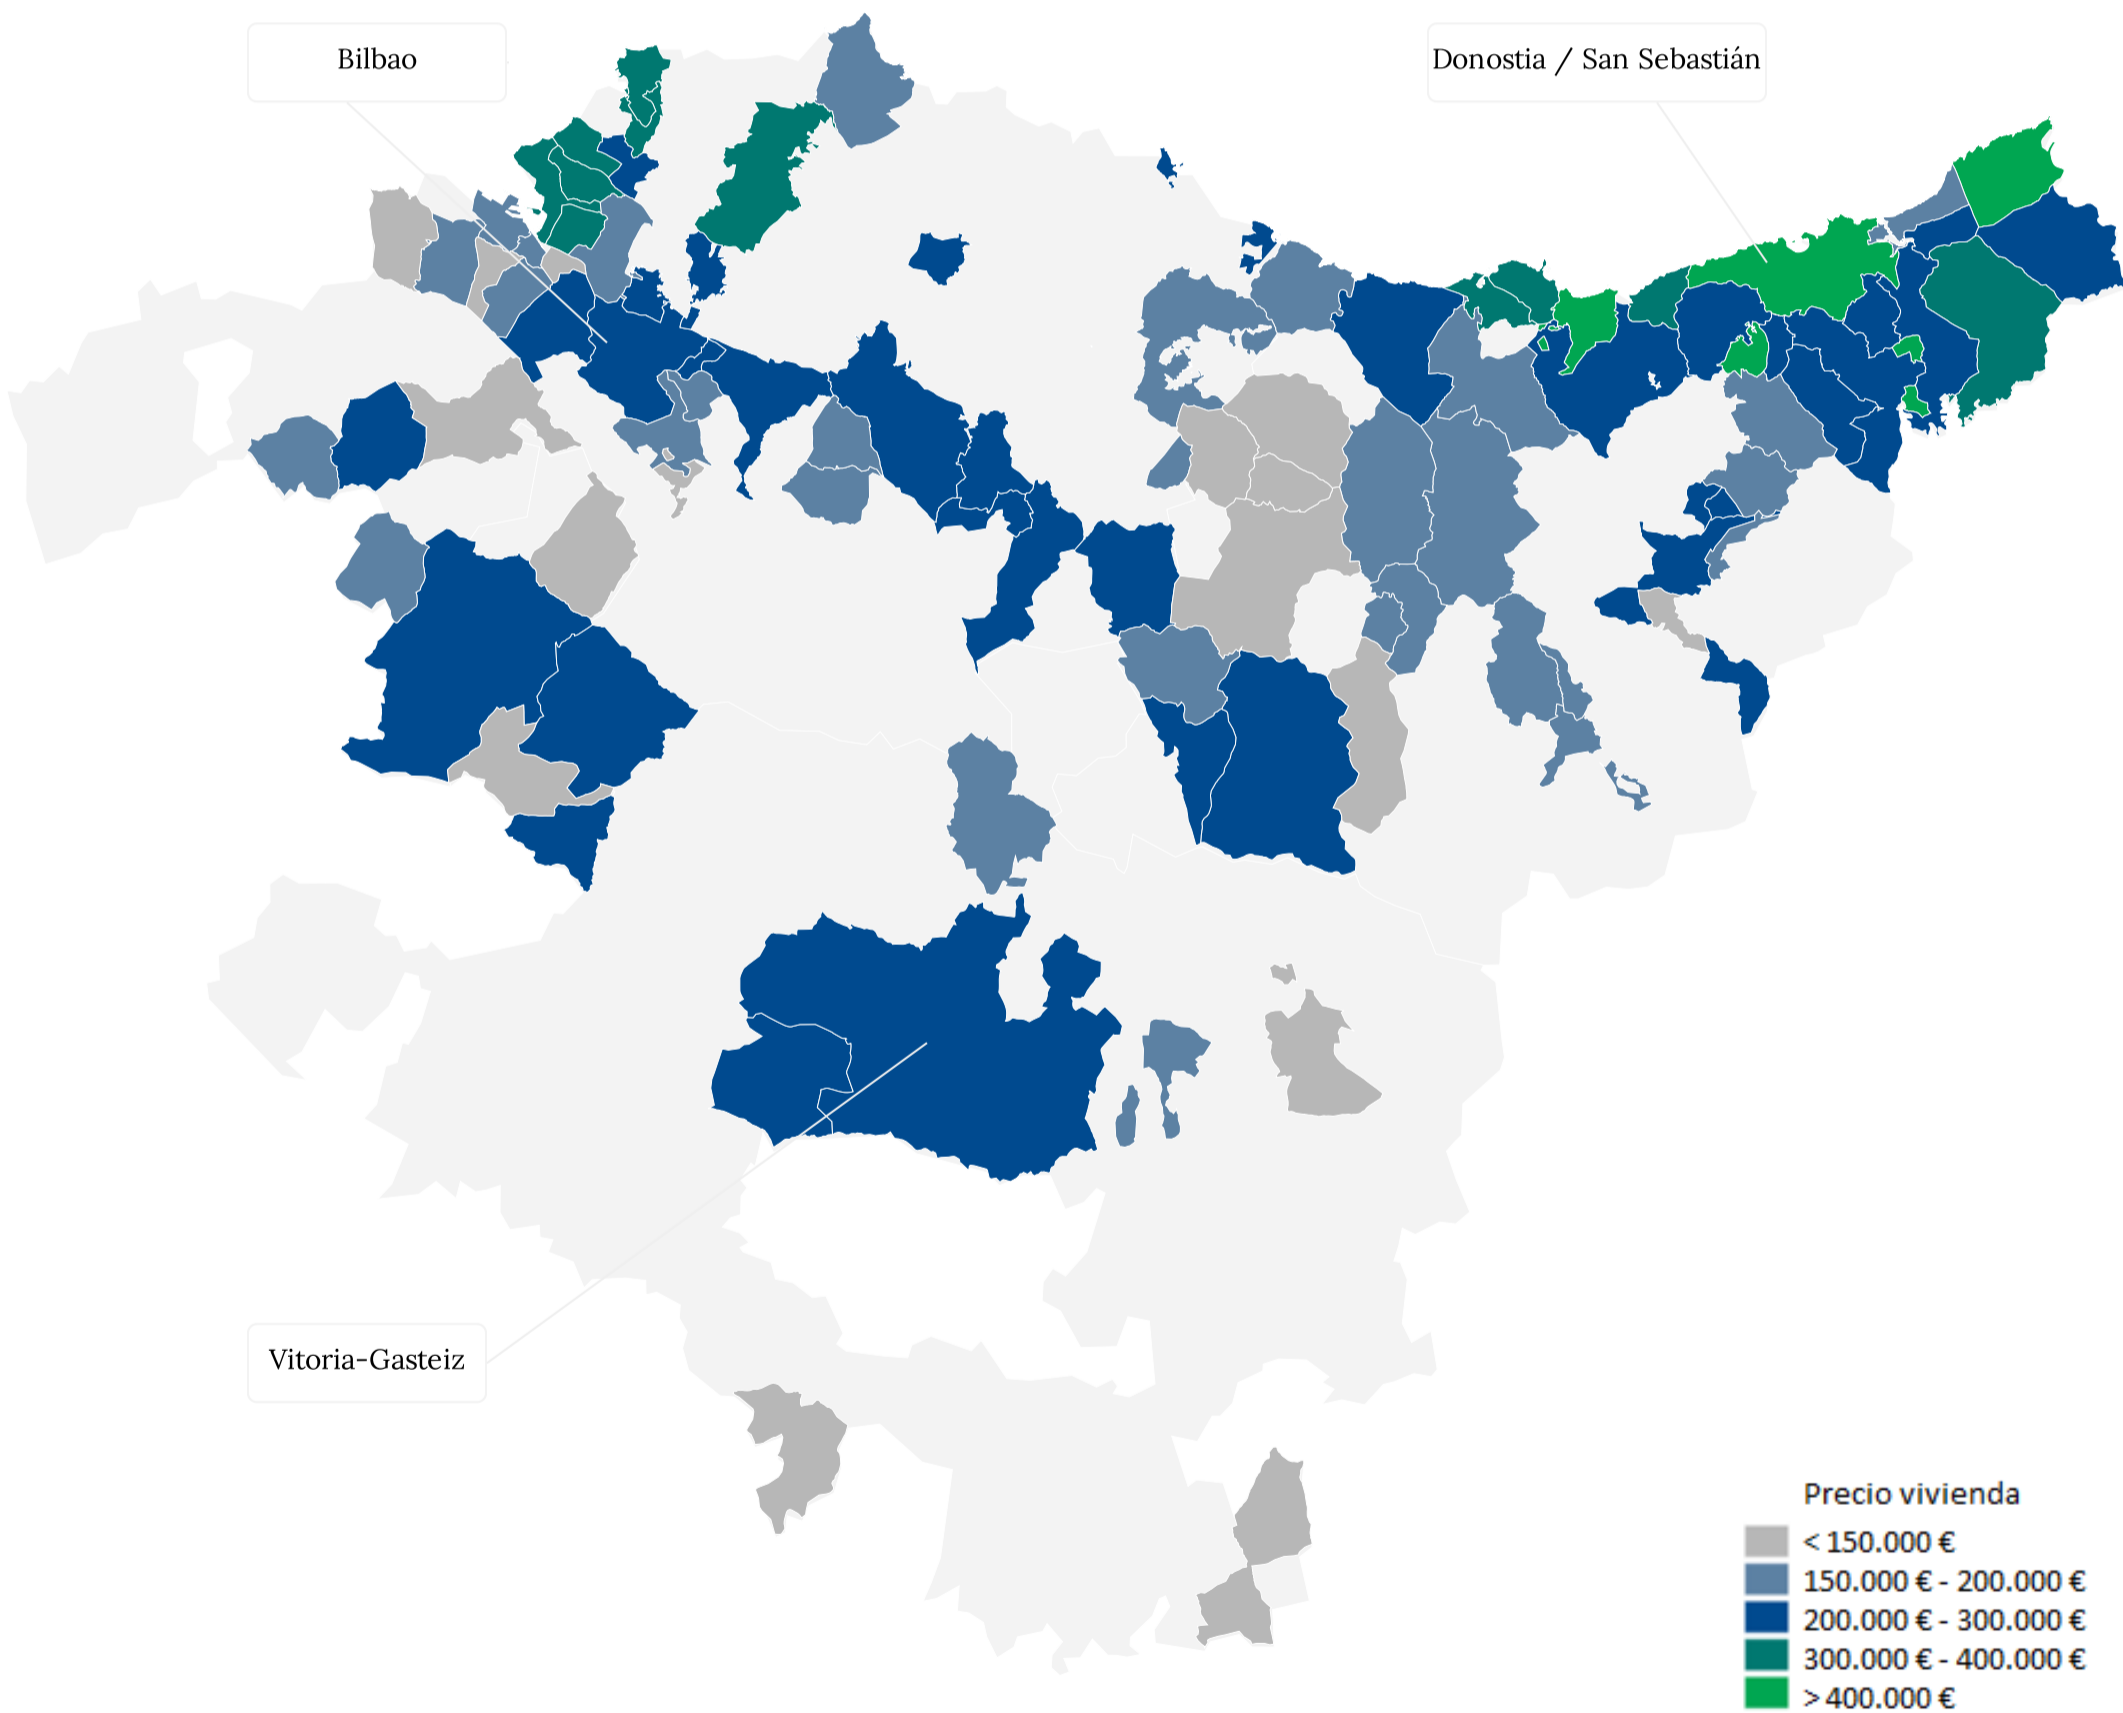 Bilbao
Donostia / San Sebastián
Vitoria-Gasteiz
Precio vivienda
< 150.000 €
150.000 € - 200.000 €
200.000 € - 300.000 €
300.000 € - 400.000 €
> 400.000 €